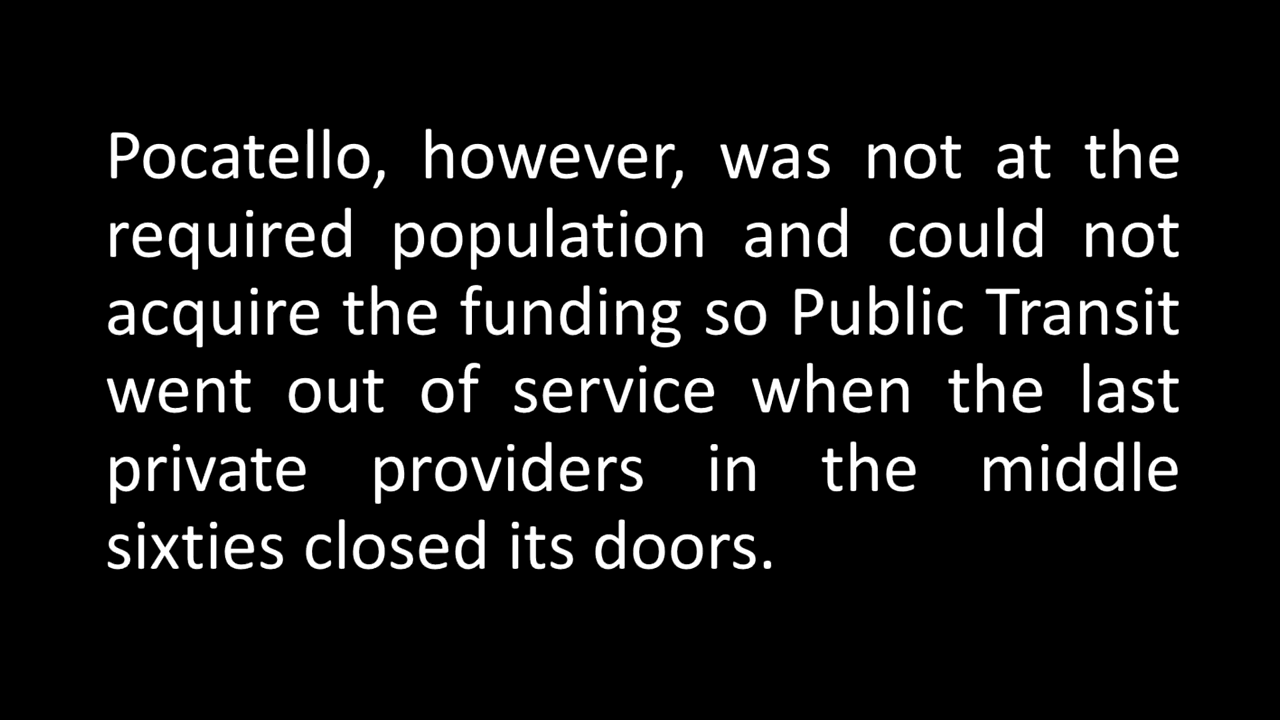 Pocatello, however, was not at the
required population and could not
acquire the funding so Public Transit
went out of service when the last
private providers in the middle
sixties closed its doors.